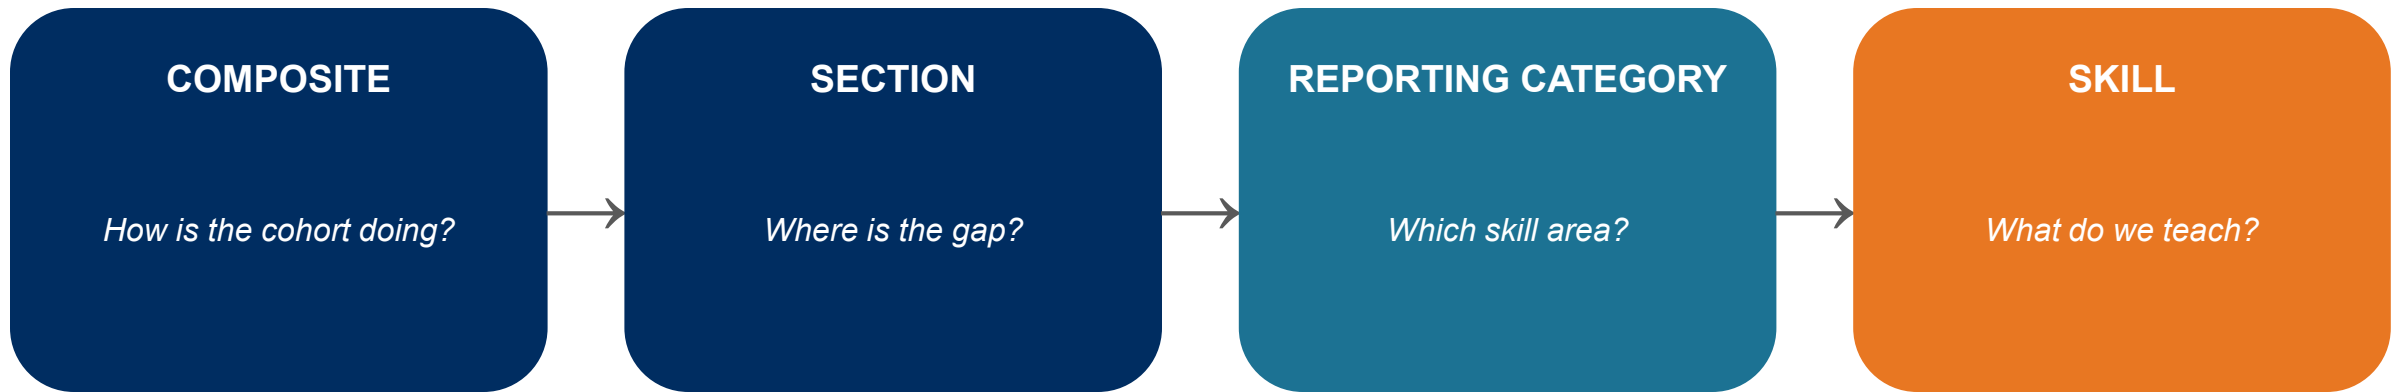 COMPOSITE
How is the cohort doing?
SECTION
Where is the gap?
REPORTING CATEGORY
Which skill area?
SKILL
What do we teach?